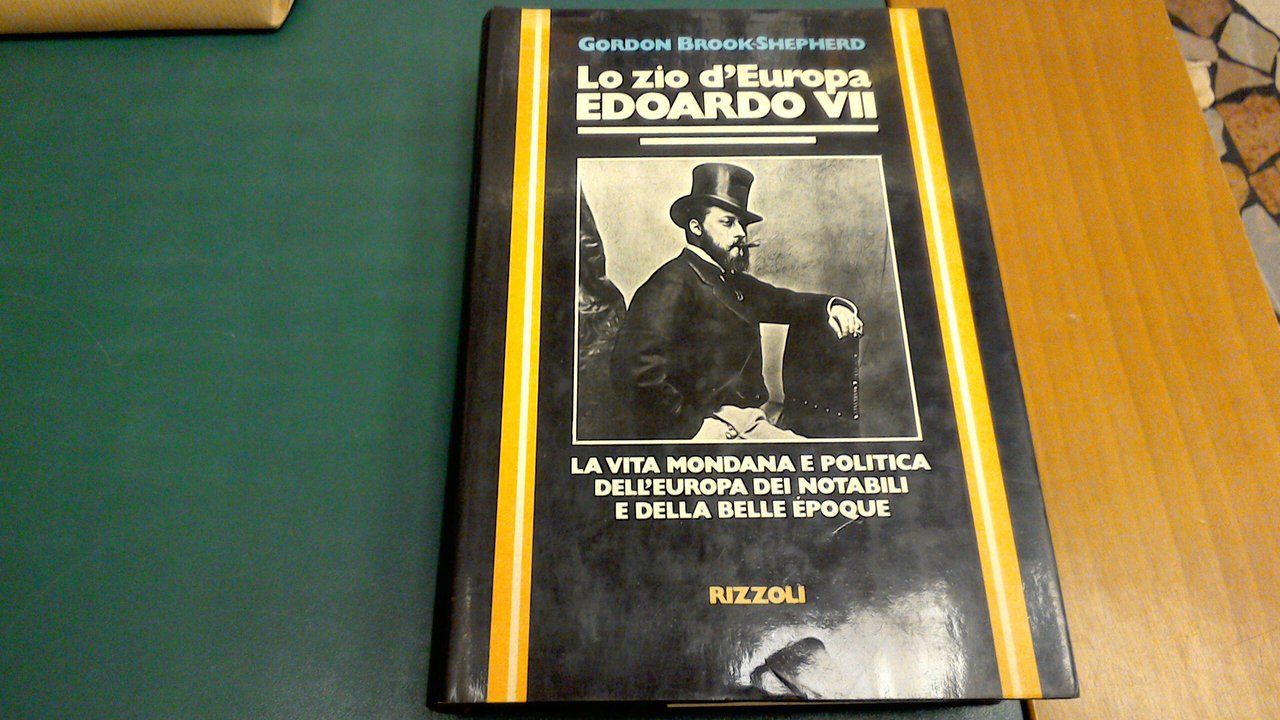 GORDON BROOK-SHEPHERD
Lo zio d'Europa
EDOARDO VII
LA VITA MONDANA E POLITICA
DELL'EUROPA DEI NOTABILI
E DELLA BELLE ÉPOQUE
RIZZOLI